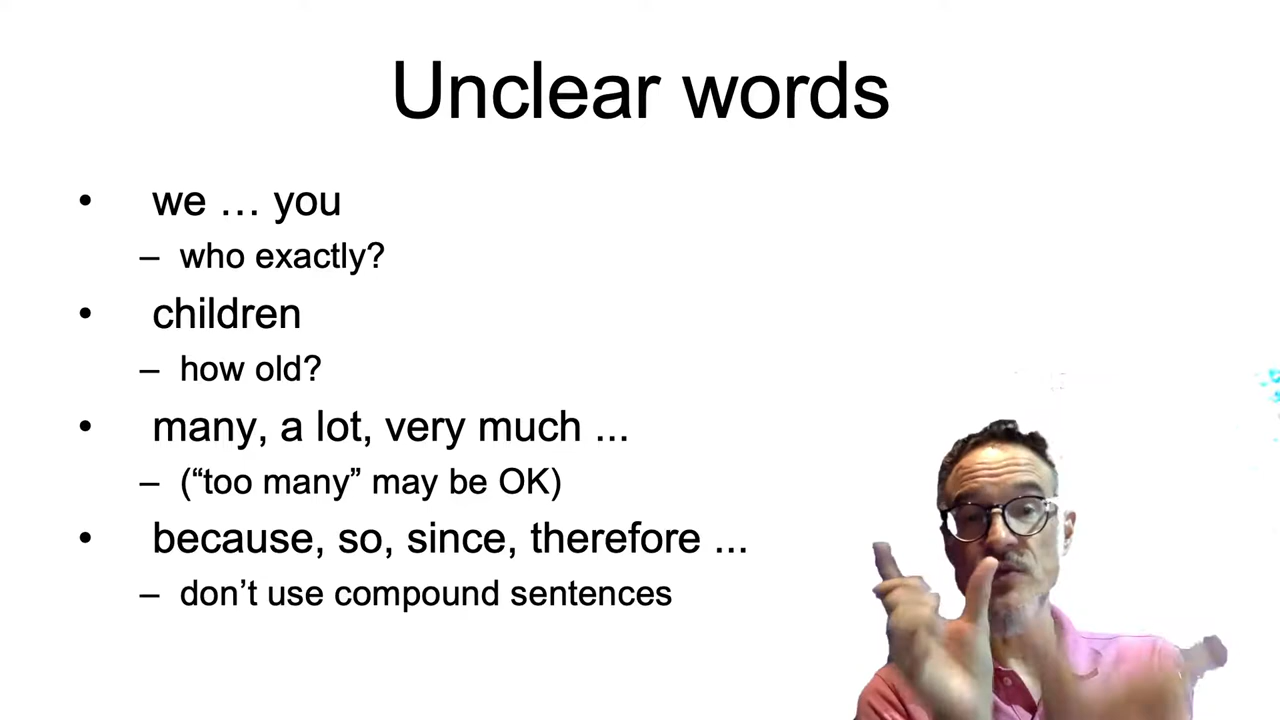 Unclear words
• we … you
– who exactly?
• children
– how old?
• many, a lot, very much ...
– (“too many” may be OK)
• because, so, since, therefore ...
– don’t use compound sentences